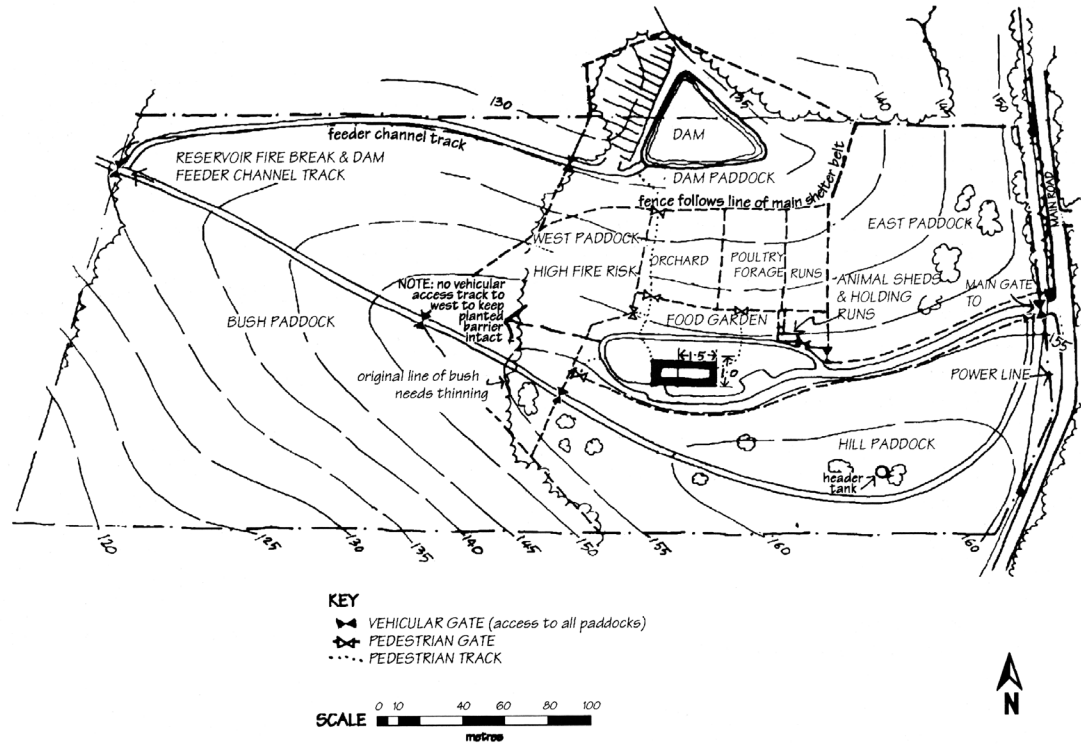 130
135
140
150
feeder channel track
DAM
RESERVOIR FIRE BREAK & DAM
FEEDER CHANNEL TRACK
DAM PADDOCK
fence follows line of main shelter belt
MAIN ROAD
EAST PADDOCK
WEST PADDOCK
ORCHARD
POULTRY
FORAGE RUNS
HIGH FIRE RISK
ANIMAL SHEDS
& HOLDING
RUNS
MAIN GATE
TO
NOTE: no vehicular
access track to
west to keep
planted
barrier
intact
BUSH PADDOCK
FOOD GARDEN
155
1.5
1.0
original line of bush
needs thinning
POWER LINE
HILL PADDOCK
header
tank
120
125
130
135
140
145
150
155
160
160
KEY
VEHICULAR GATE (access to all paddocks)
PEDESTRIAN GATE
PEDESTRIAN TRACK
SCALE
0 10 40 60 80 100
metres
N